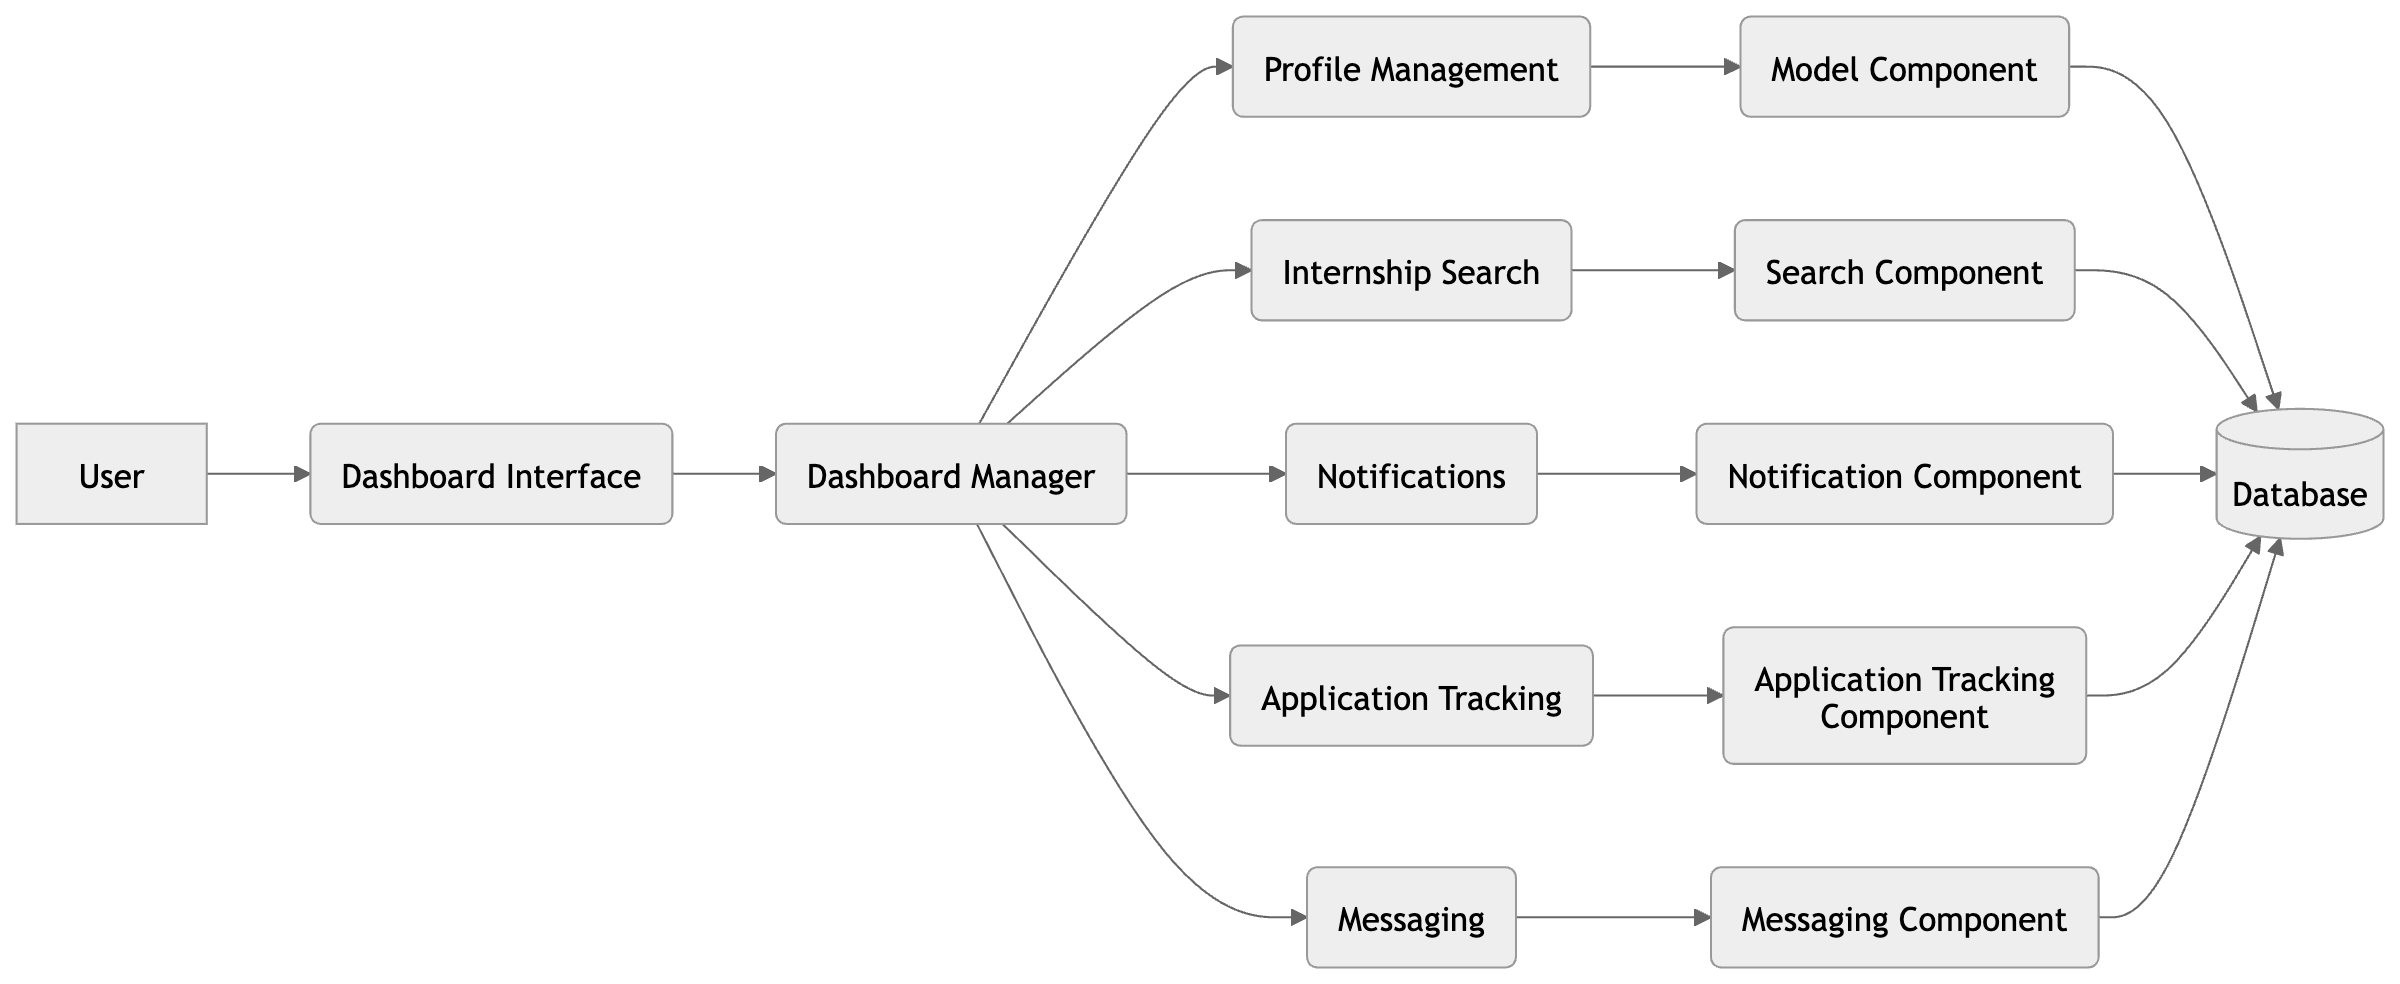 Profile Management
Model Component
Internship Search
Search Component
User
Dashboard Interface
Dashboard Manager
Notifications
Notification Component
Database
Application Tracking
Application Tracking
Component
Messaging
Messaging Component